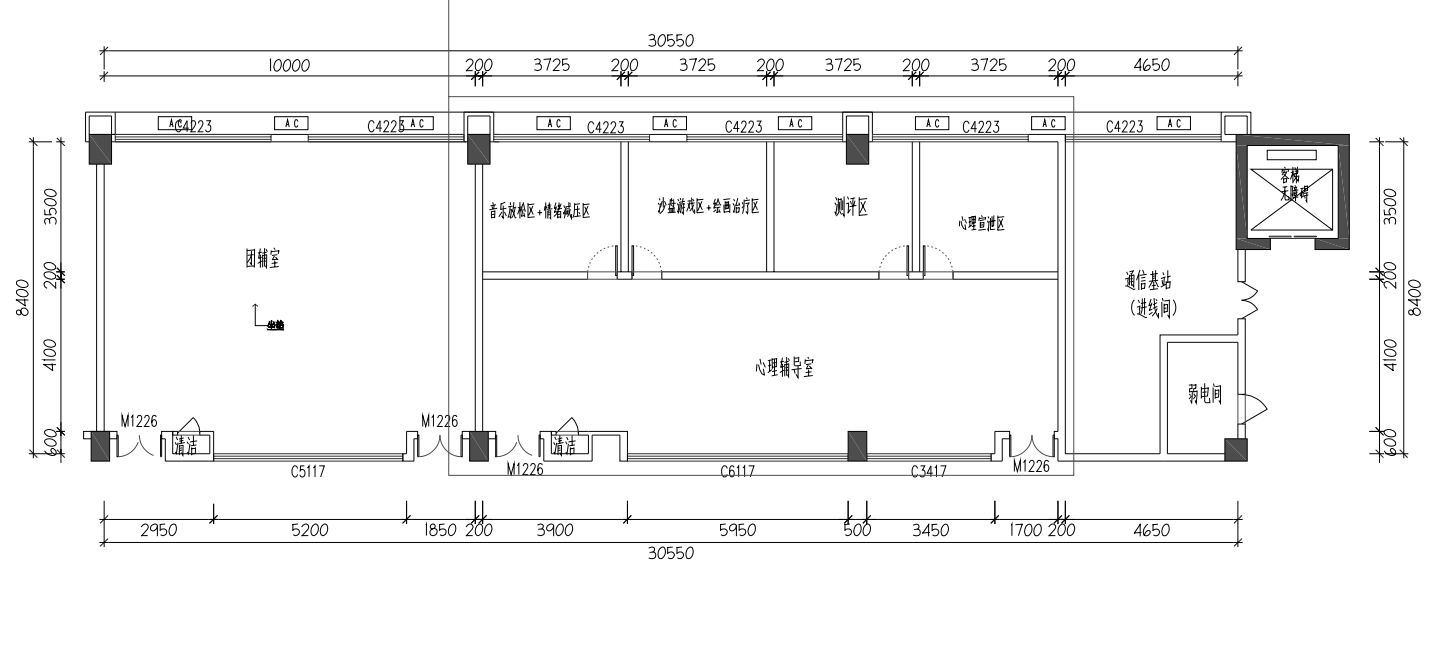 30550
10000 200 3725 200 3725 200 3725 200 3725 200 4650
AC AC AC AC AC AC AC AC AC
C4223 C4223 C4223 C4223 C4223 C4223
客梯
无障碍
3500 3500
音乐放松区+情绪减压区 沙盘游戏区+绘画治疗区 测评区 心理宣泄区
团辅室
200 200
通信基站
(进线间)
8400 8400
坐垫
4100 4100
心理辅导室
弱电间
M1226 M1226
清洁 清洁
600 600
C5117 M1226 C6117 C3417 M1226
2950 5200 1850 200 3900 5950 500 3450 1700 200 4650
30550